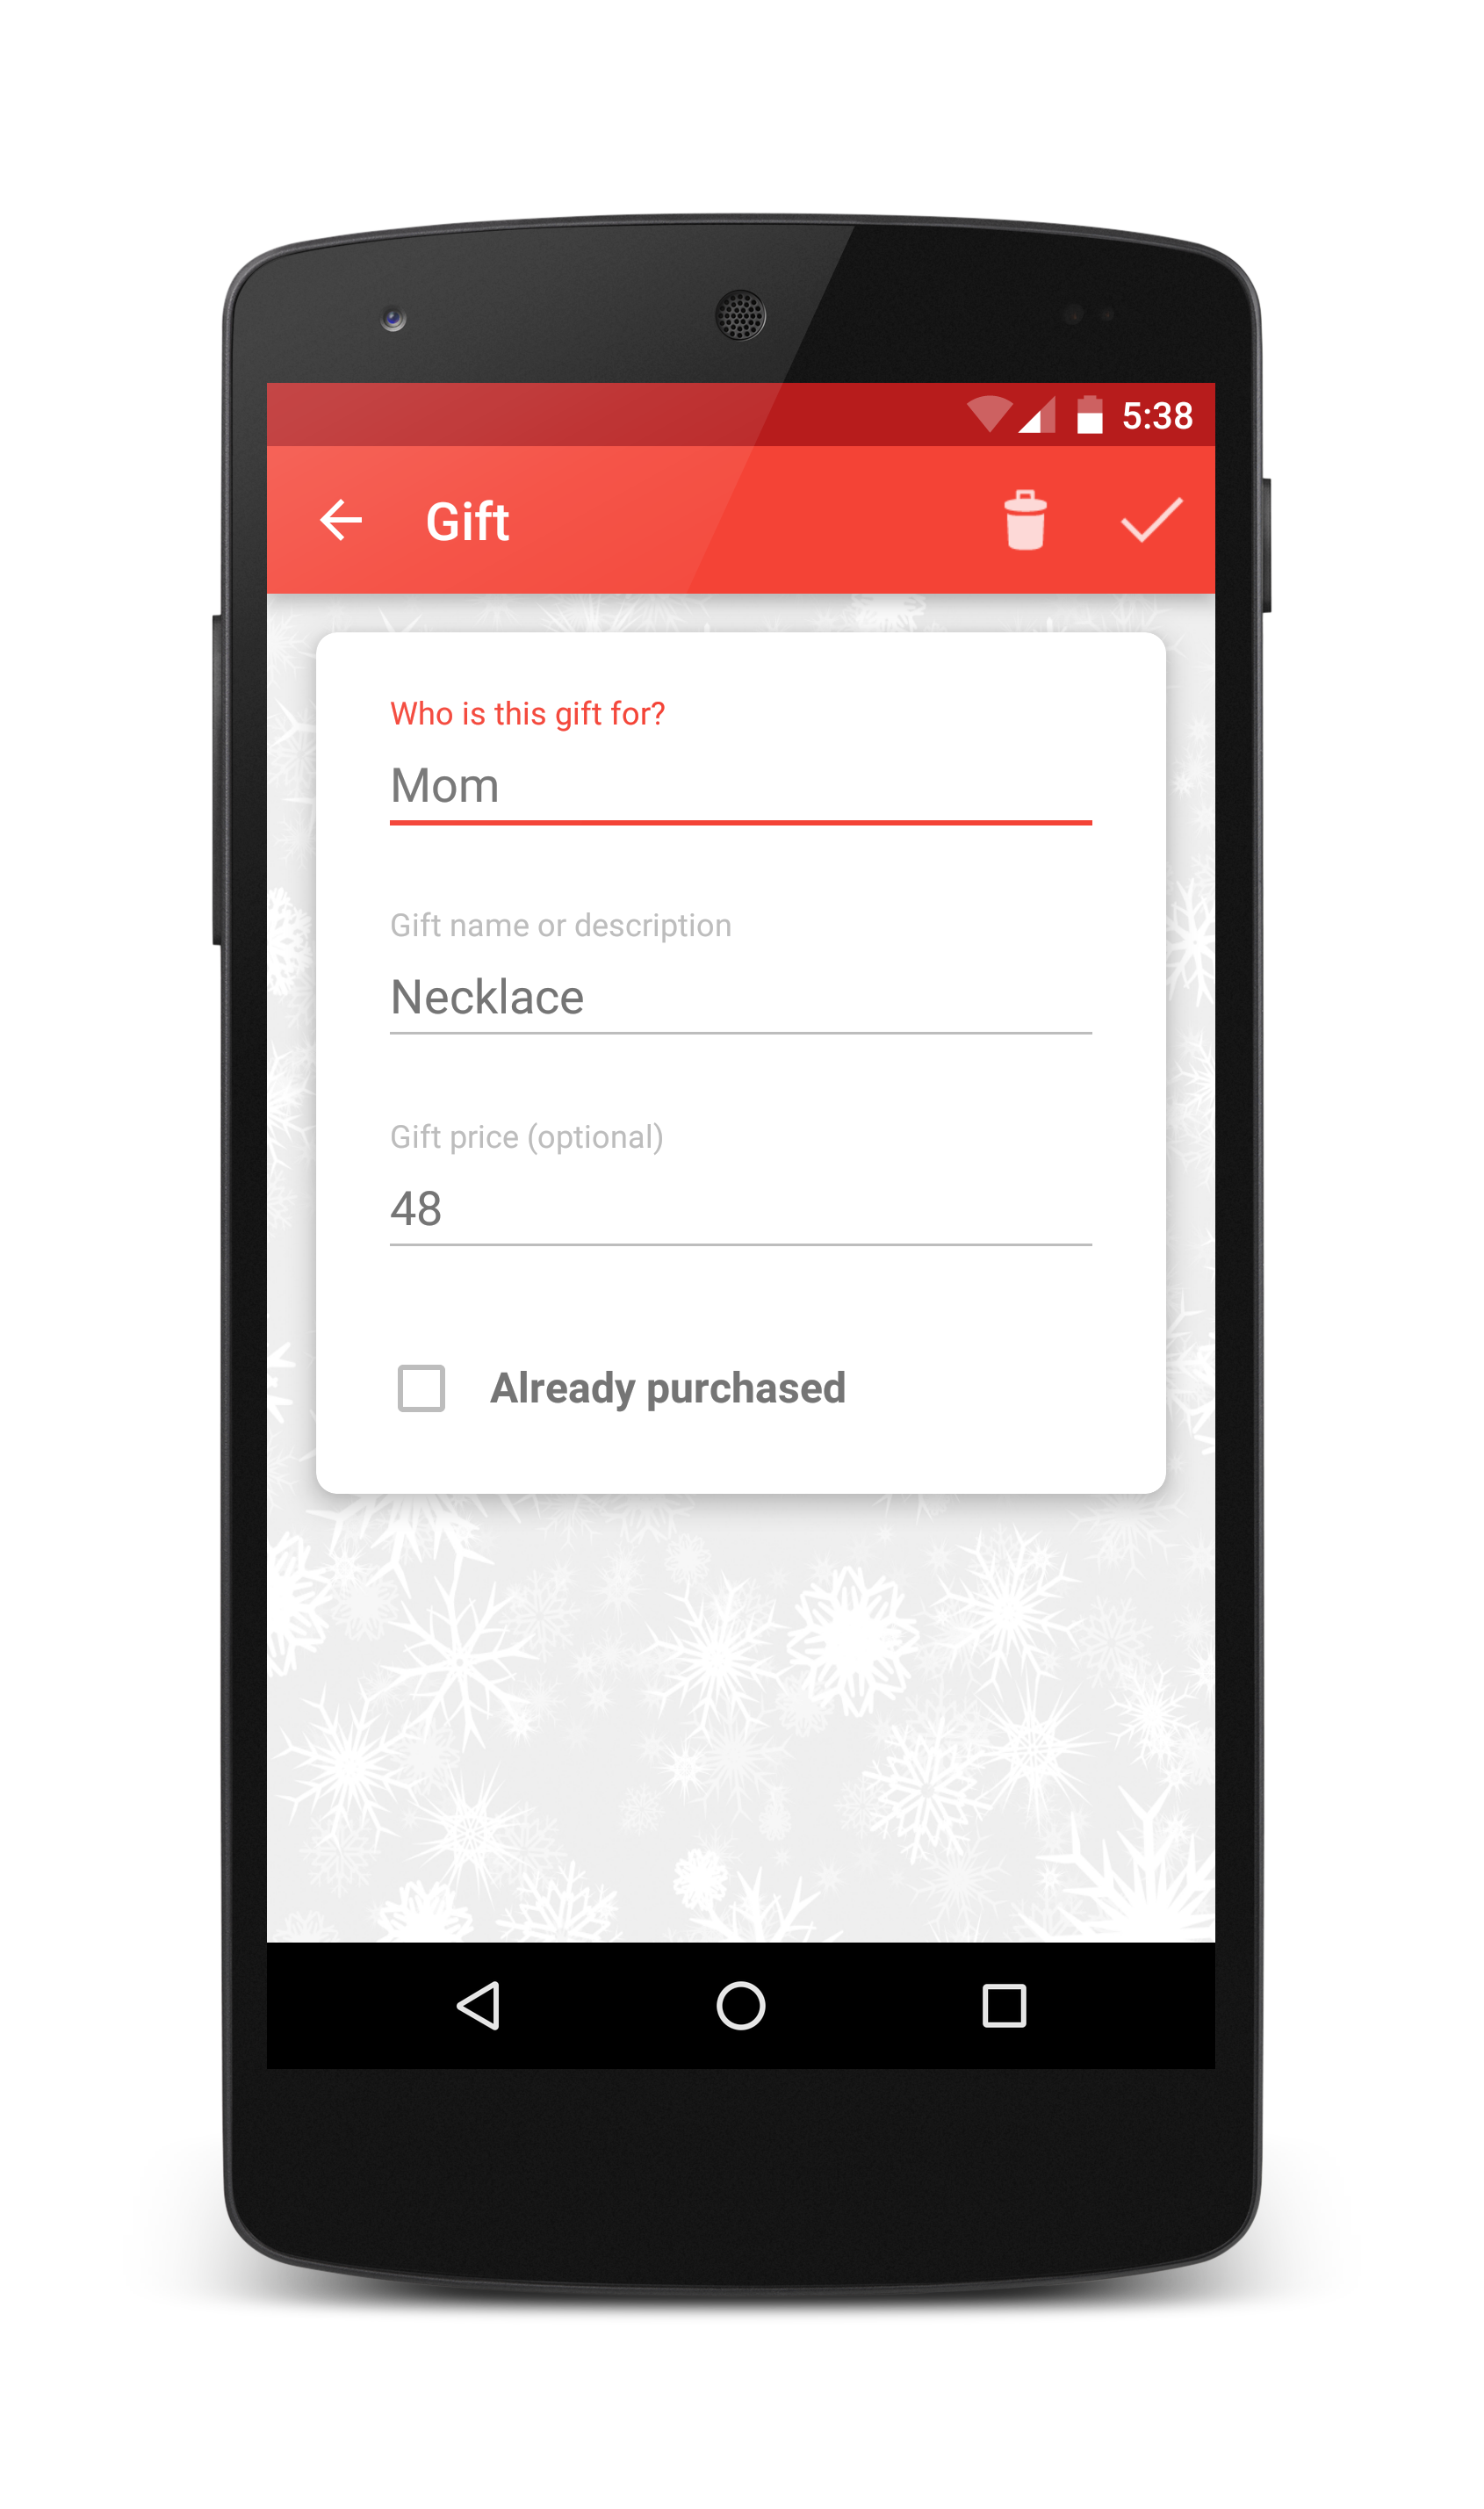 5:38
Gift
Who is this gift for?
Mom
Gift name or description
Necklace
Gift price (optional)
48
Already purchased